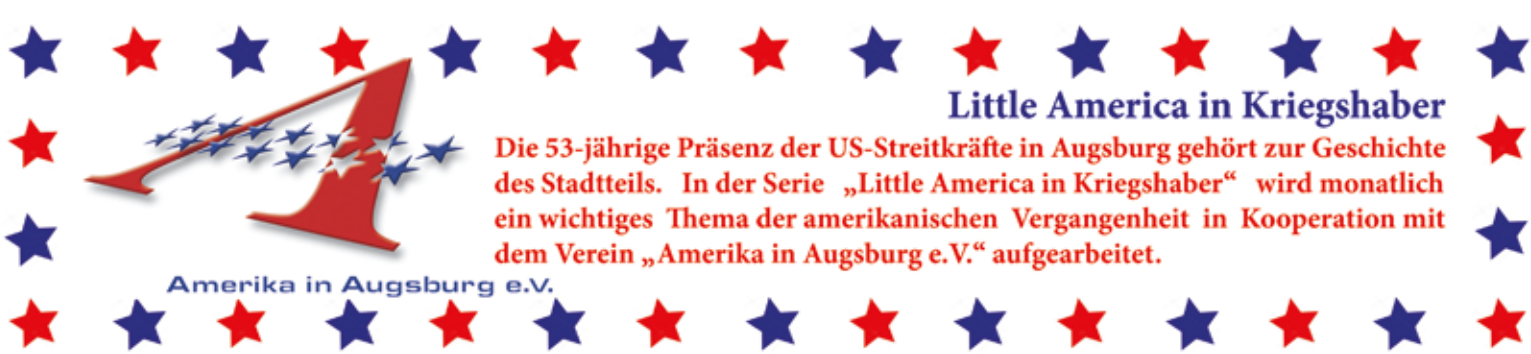 Little America in Kriegshaber
Die 53-jährige Präsenz der US-Streitkräfte in Augsburg gehört zur Geschichte
des Stadtteils. In der Serie „Little America in Kriegshaber“ wird monatlich
ein wichtiges Thema der amerikanischen Vergangenheit in Kooperation mit
dem Verein „Amerika in Augsburg e.V.“ aufgearbeitet.
Amerika in Augsburg e.V.